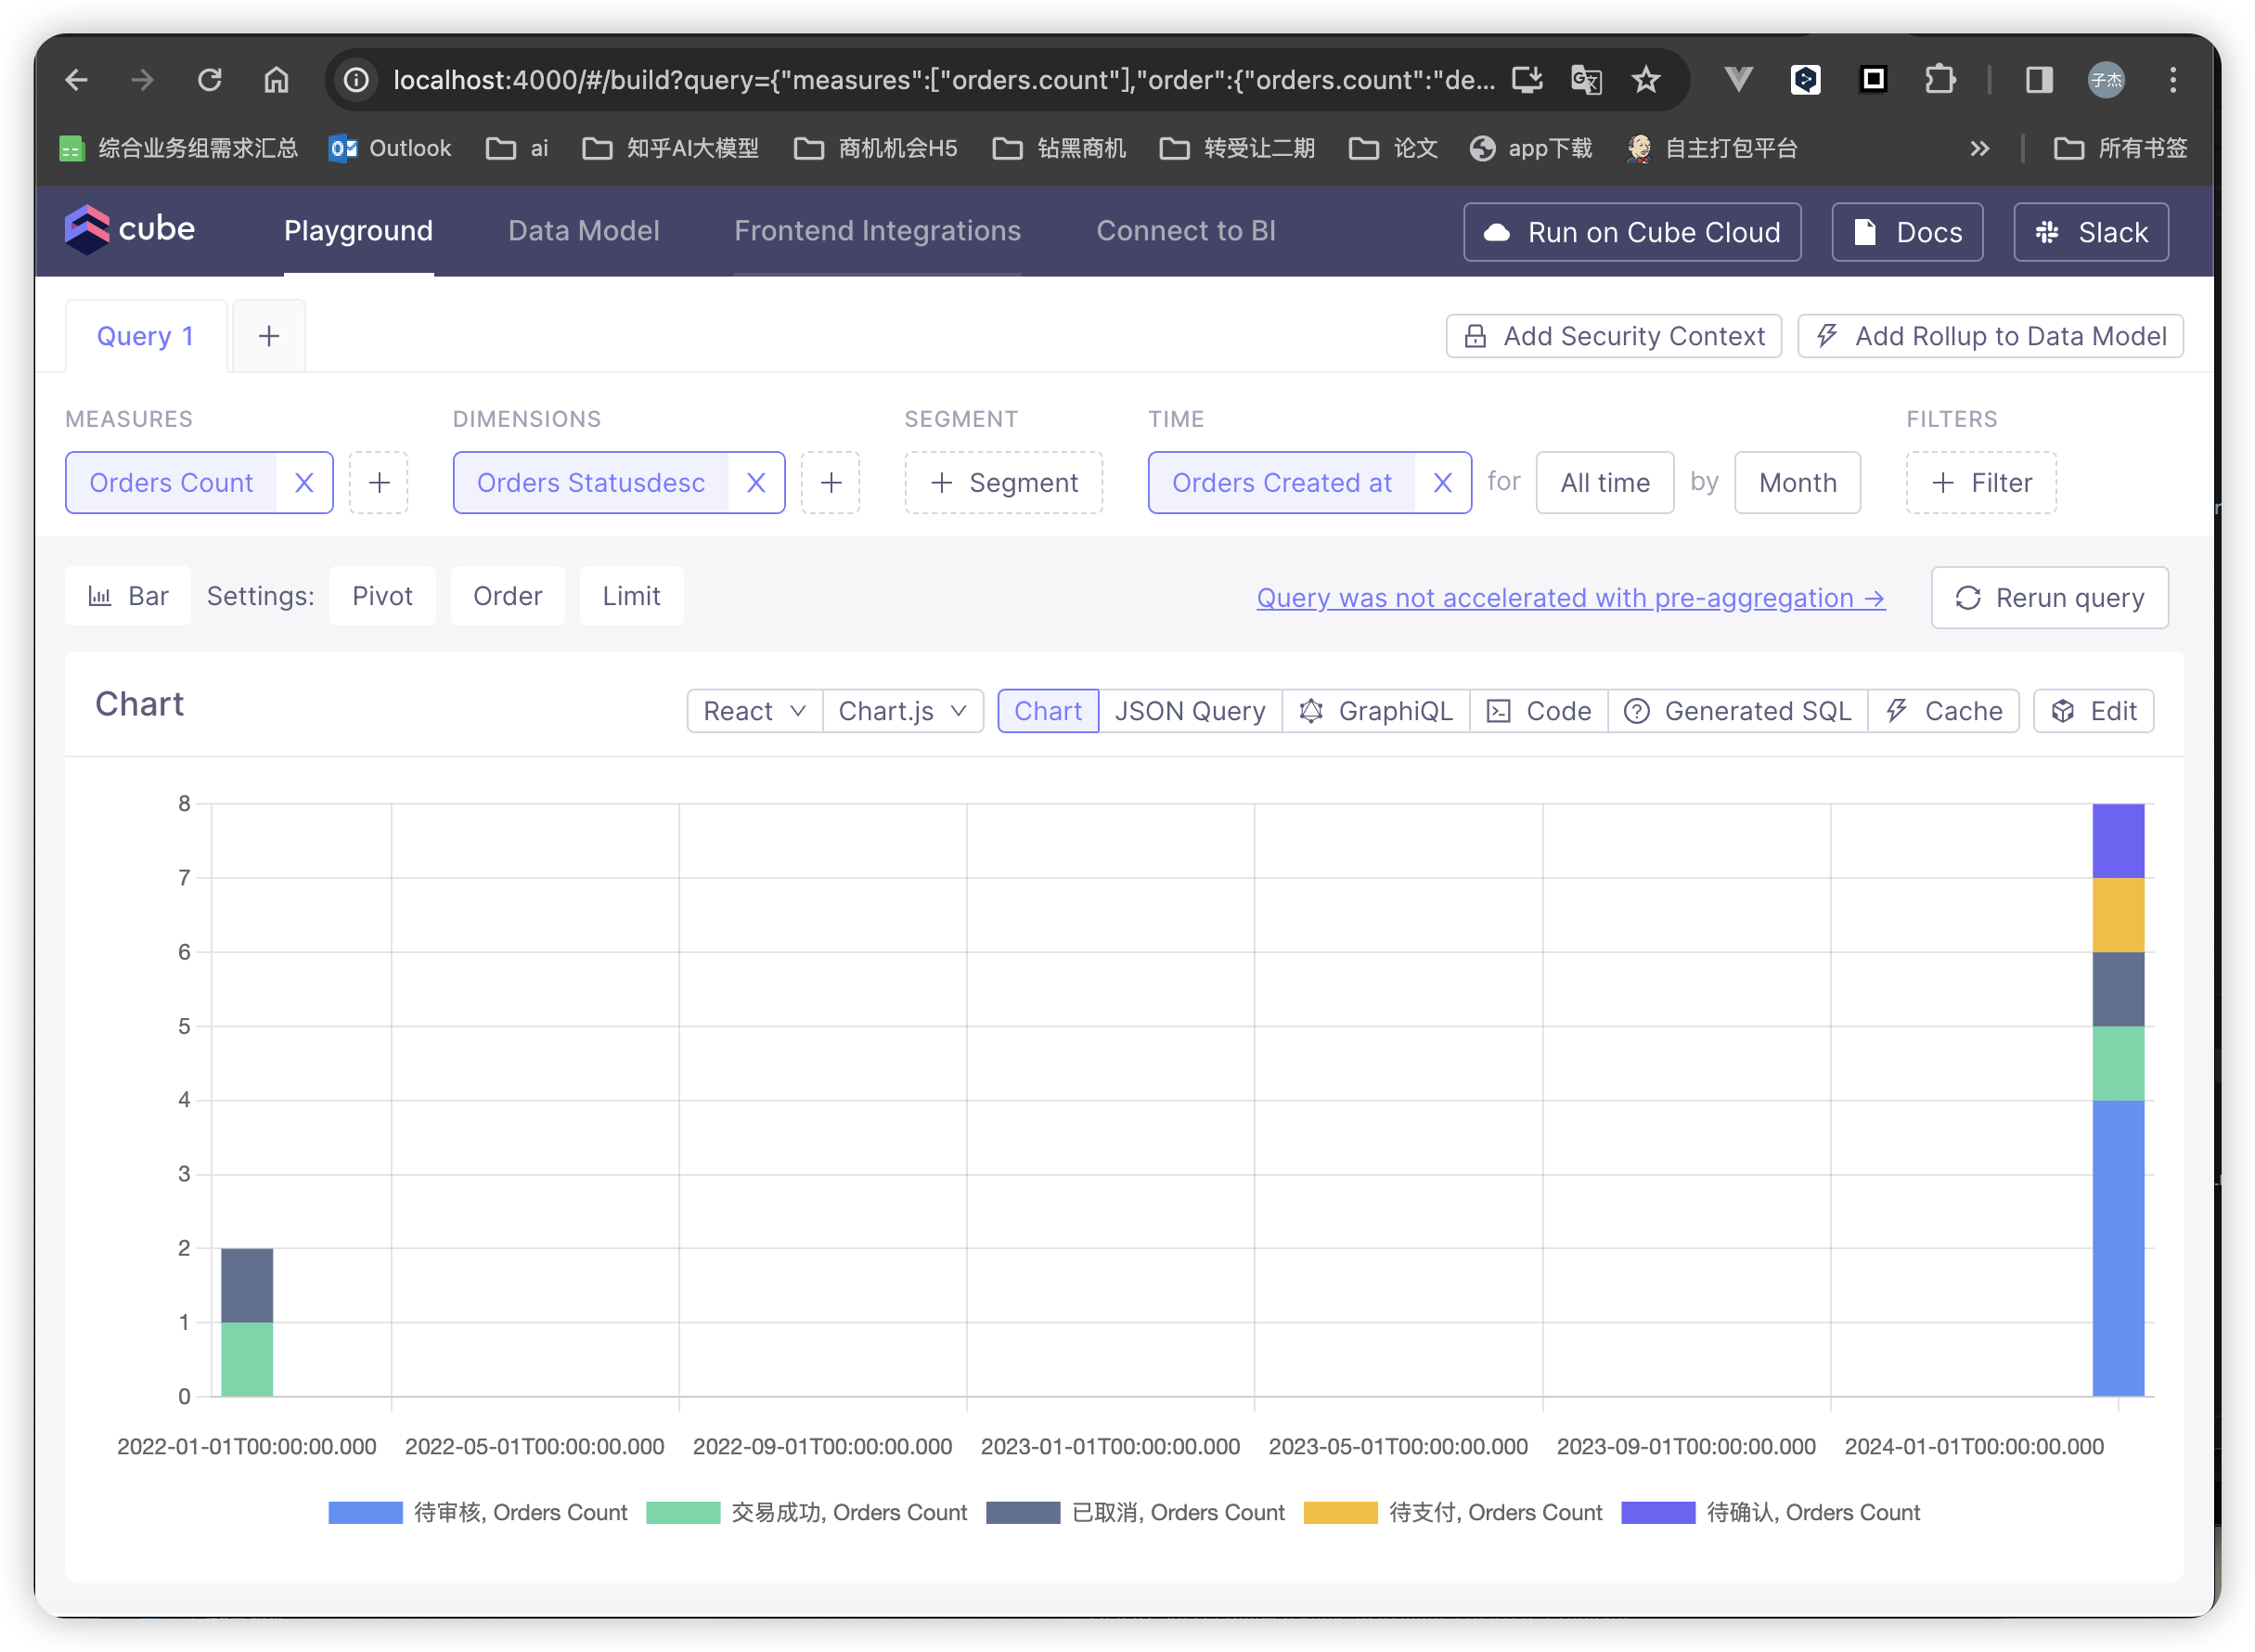 localhost:4000/#/build?query={"measures":["orders.count"],"order":{"orders.count":"de...
子杰
综合业务组需求汇总 Outlook ai 知乎AI大模型 商机机会H5 钻黑商机 转受让二期 论文 app下载 自主打包平台 » 所有书签
cube Playground Data Model Frontend Integrations Connect to BI Run on Cube Cloud Docs Slack
Query 1 + Add Security Context Add Rollup to Data Model
MEASURES DIMENSIONS SEGMENT TIME FILTERS
Orders Count X + Orders Statusdesc X + + Segment Orders Created at X for All time by Month + Filter
Bar Settings: Pivot Order Limit Query was not accelerated with pre-aggregation → Rerun query
Chart React Chart.js Chart JSON Query GraphiQL Code Generated SQL Cache Edit
8
7
6
5
4
3
2
1
0
2022-01-01T00:00:00.000 2022-05-01T00:00:00.000 2022-09-01T00:00:00.000 2023-01-01T00:00:00.000 2023-05-01T00:00:00.000 2023-09-01T00:00:00.000 2024-01-01T00:00:00.000
待审核, Orders Count 交易成功, Orders Count 已取消, Orders Count 待支付, Orders Count 待确认, Orders Count